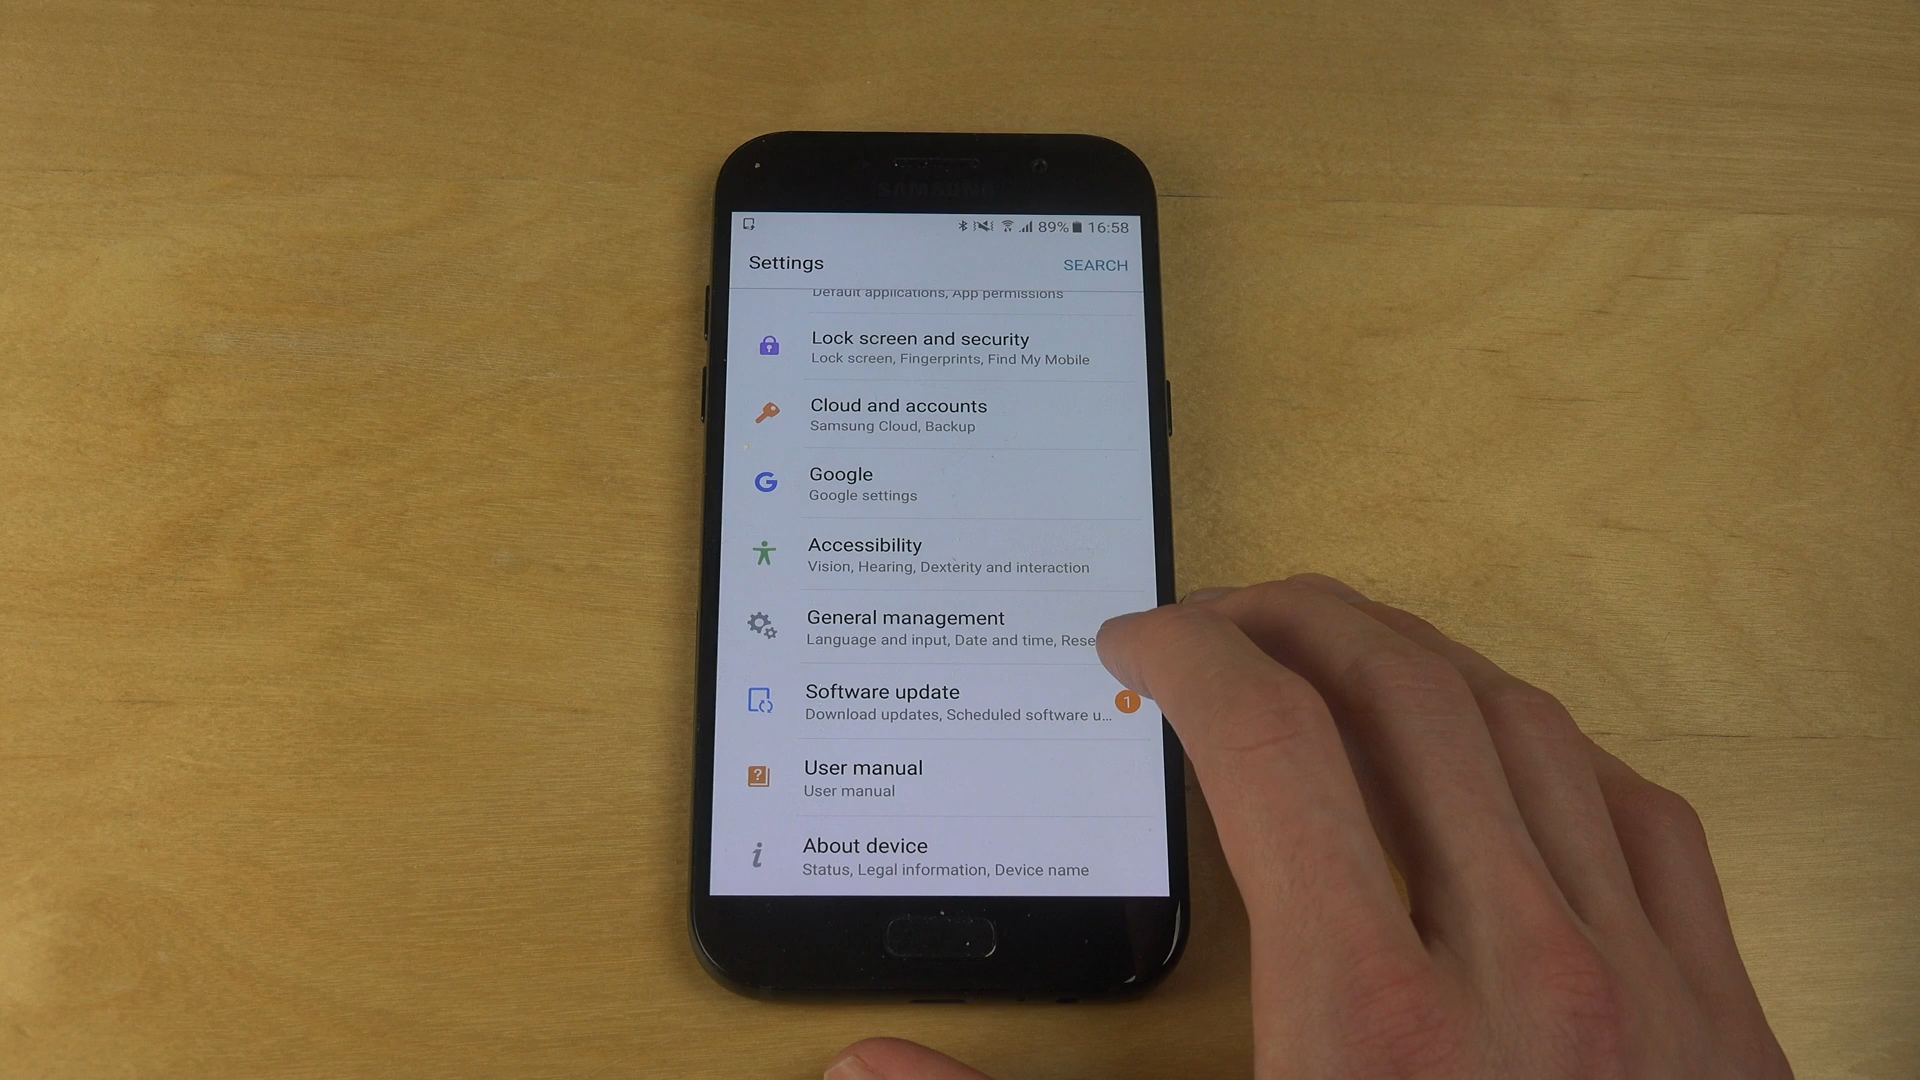 SAMSUNG
89% 16:58
Settings
SEARCH
Default applications, App permissions
Lock screen and security
Lock screen, Fingerprints, Find My Mobile
Cloud and accounts
Samsung Cloud, Backup
Google
Google settings
Accessibility
Vision, Hearing, Dexterity and interaction
General management
Language and input, Date and time, Rese
Software update
1
Download updates, Scheduled software u...
User manual
User manual
About device
Status, Legal information, Device name